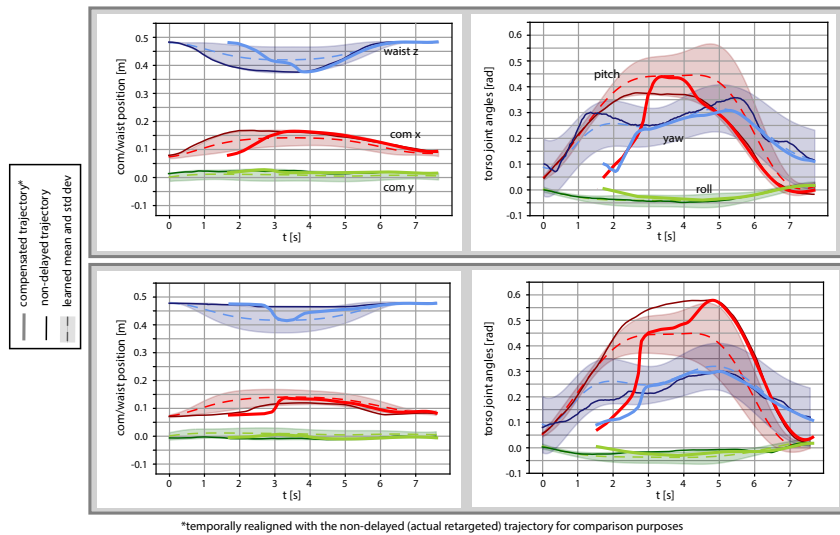 compensated trajectory*
non-delayed trajectory
learned mean and std dev
com/waist position [m]
0.5
0.4
0.3
0.2
0.1
0.0
-0.1
waist z
com x
com y
0 1 2 3 4 5 6 7
t [s]
torso joint angles [rad]
0.6
0.5
0.4
0.3
0.2
0.1
0.0
-0.1
pitch
yaw
roll
0 1 2 3 4 5 6 7
t [s]
com/waist position [m]
0.5
0.4
0.3
0.2
0.1
0.0
-0.1
0 1 2 3 4 5 6 7
t [s]
torso joint angles [rad]
0.6
0.5
0.4
0.3
0.2
0.1
0.0
-0.1
0 1 2 3 4 5 6 7
t [s]
*temporally realigned with the non-delayed (actual retargeted) trajectory for comparison purposes